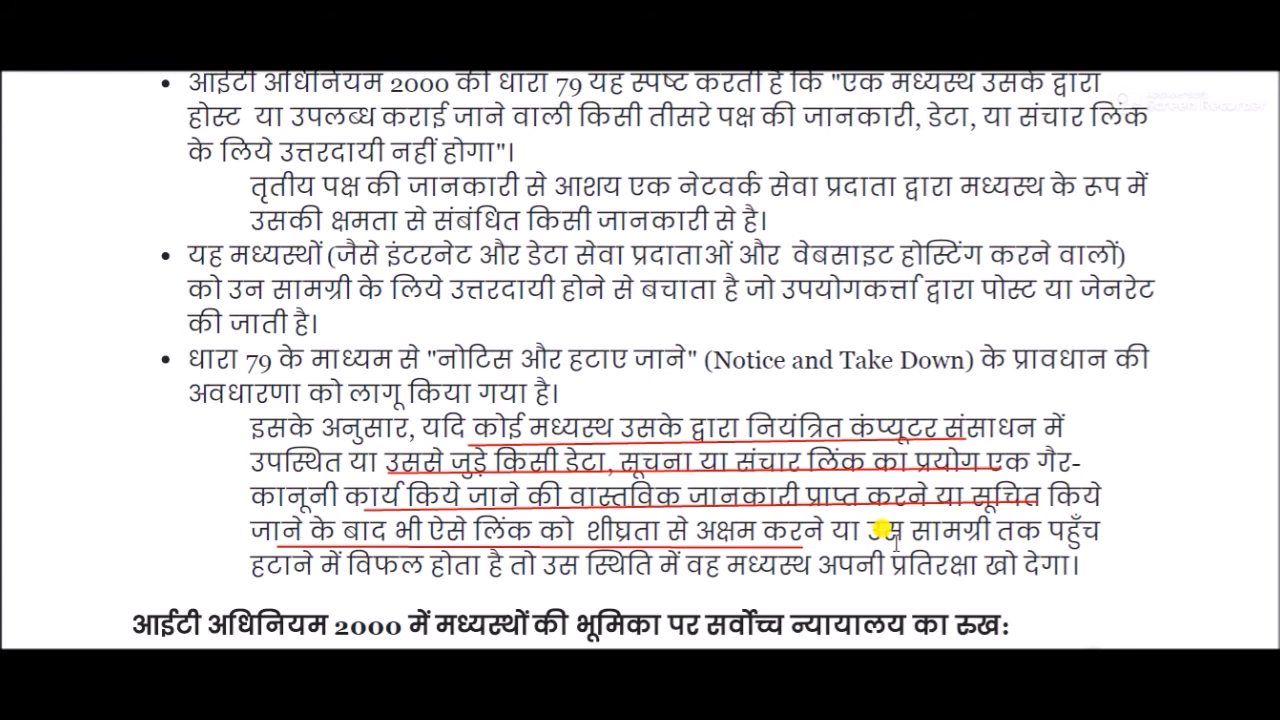 • आईटी अधिनियम 2000 की धारा 79 यह स्पष्ट करती है कि "एक मध्यस्थ उसके द्वारा
होस्ट या उपलब्ध कराई जाने वाली किसी तीसरे पक्ष की जानकारी, डेटा, या संचार लिंक
के लिये उत्तरदायी नहीं होगा"।
तृतीय पक्ष की जानकारी से आशय एक नेटवर्क सेवा प्रदाता द्वारा मध्यस्थ के रूप में
उसकी क्षमता से संबंधित किसी जानकारी से है।
• यह मध्यस्थों (जैसे इंटरनेट और डेटा सेवा प्रदाताओं और वेबसाइट होस्टिंग करने वालों)
को उन सामग्री के लिये उत्तरदायी होने से बचाता है जो उपयोगकर्त्ता द्वारा पोस्ट या जेनरेट
की जाती है।
• धारा 79 के माध्यम से "नोटिस और हटाए जाने" (Notice and Take Down) के प्रावधान की
अवधारणा को लागू किया गया है।
इसके अनुसार, यदि कोई मध्यस्थ उसके द्वारा नियंत्रित कंप्यूटर संसाधन में
उपस्थित या उससे जुड़े किसी डेटा, सूचना या संचार लिंक का प्रयोग एक गैर-
कानूनी कार्य किये जाने की वास्तविक जानकारी प्राप्त करने या सूचित किये
जाने के बाद भी ऐसे लिंक को शीघ्रता से अक्षम करने या उस सामग्री तक पहुँच
हटाने में विफल होता है तो उस स्थिति में वह मध्यस्थ अपनी प्रतिरक्षा खो देगा।
आईटी अधिनियम 2000 में मध्यस्थों की भूमिका पर सर्वोच्च न्यायालय का रुख: